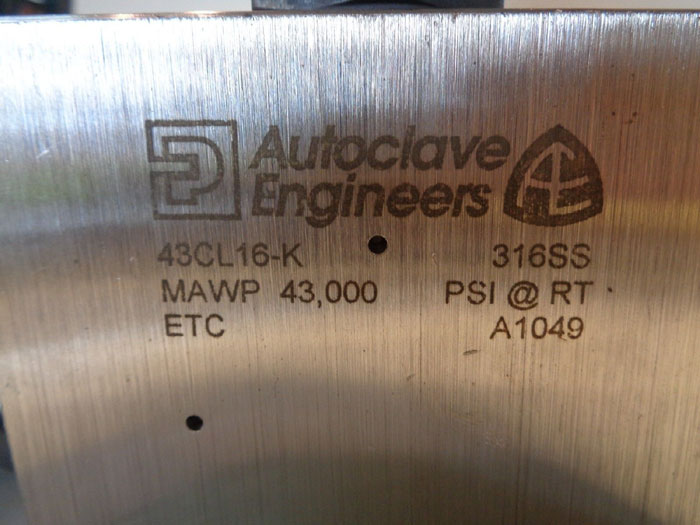 Autoclave
Engineers
43CL16-K 316SS
MAWP 43,000 PSI @ RT
ETC A1049